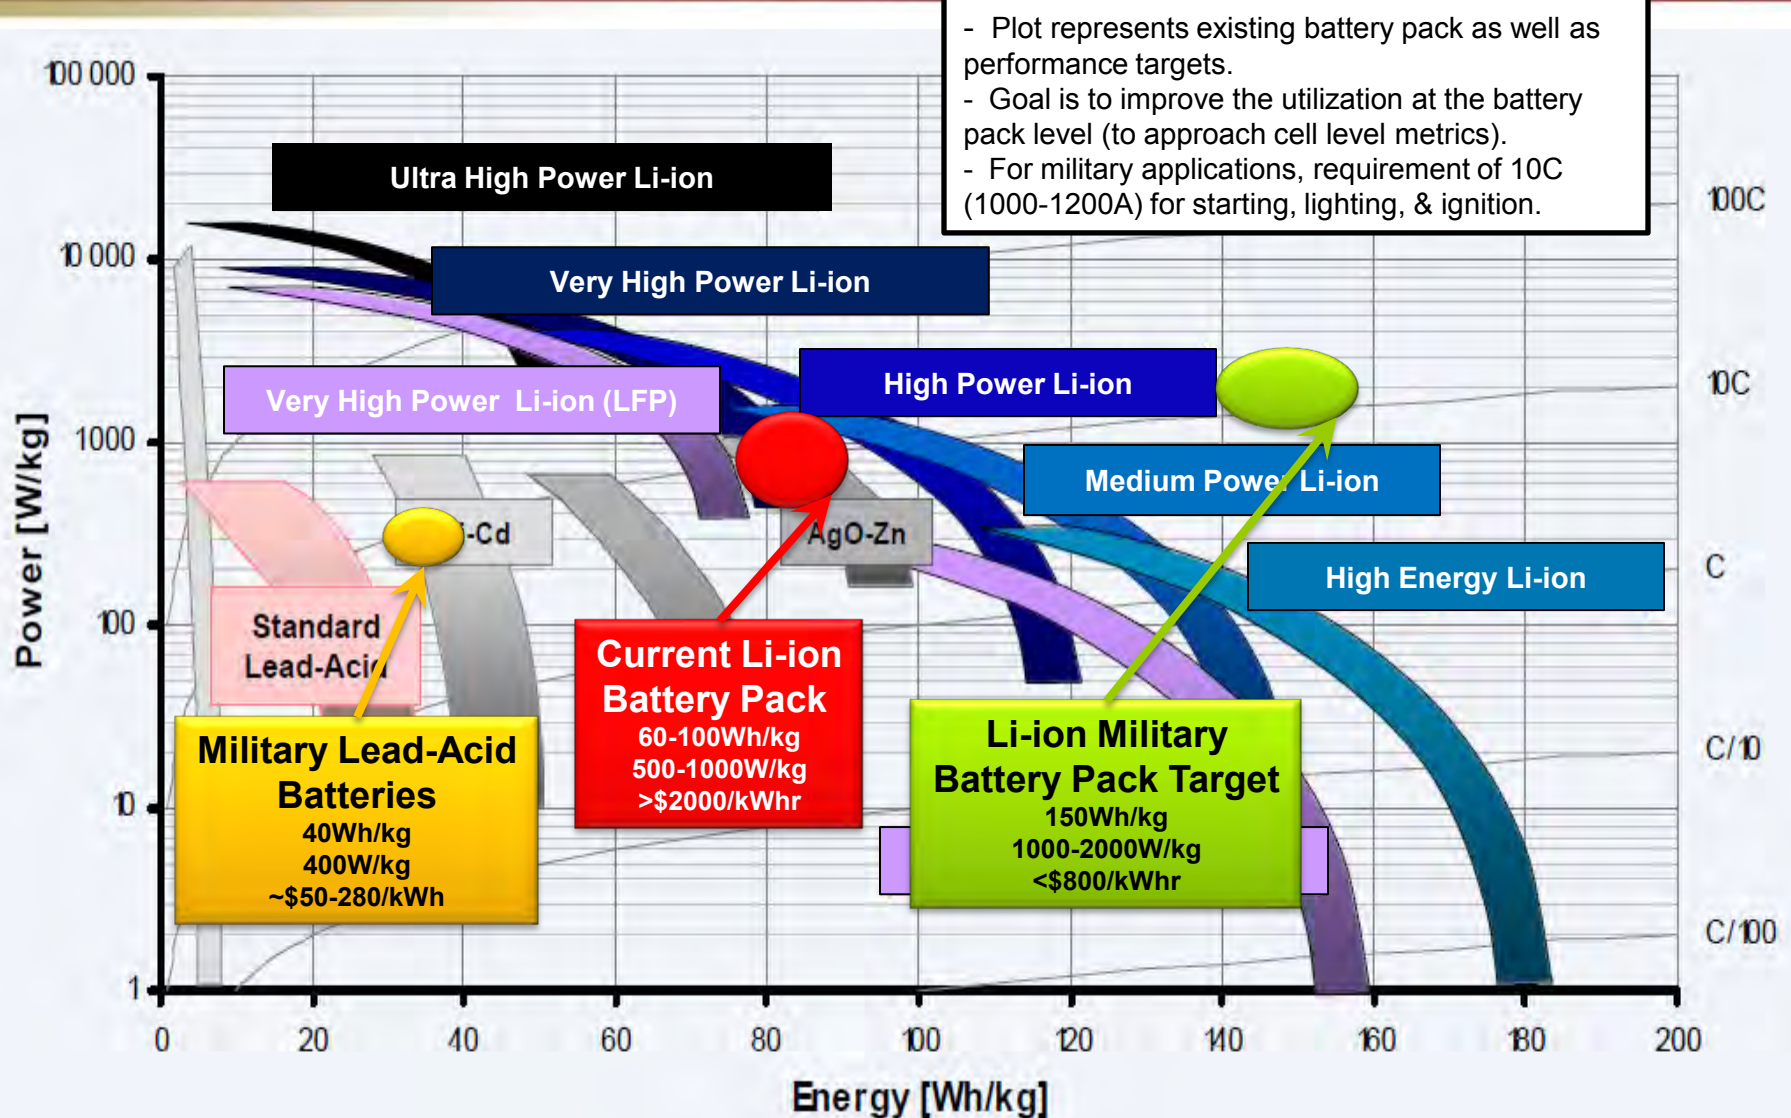 - Plot represents existing battery pack as well as
performance targets.
- Goal is to improve the utilization at the battery
pack level (to approach cell level metrics).
- For military applications, requirement of 10C
(1000-1200A) for starting, lighting, & ignition.
100 000
10 000
1000
100
10
1
Power [W/kg]
Ultra High Power Li-ion
Very High Power Li-ion
Very High Power Li-ion (LFP)
High Power Li-ion
Medium Power Li-ion
High Energy Li-ion
-Cd
AgO-Zn
Standard
Lead-Acid
Military Lead-Acid
Batteries
40Wh/kg
400W/kg
~$50-280/kWh
Current Li-ion
Battery Pack
60-100Wh/kg
500-1000W/kg
>$2000/kWhr
Li-ion Military
Battery Pack Target
150Wh/kg
1000-2000W/kg
<$800/kWhr
100C
10C
C
C/10
C/100
0
20
40
60
80
100
120
140
160
180
200
Energy [Wh/kg]